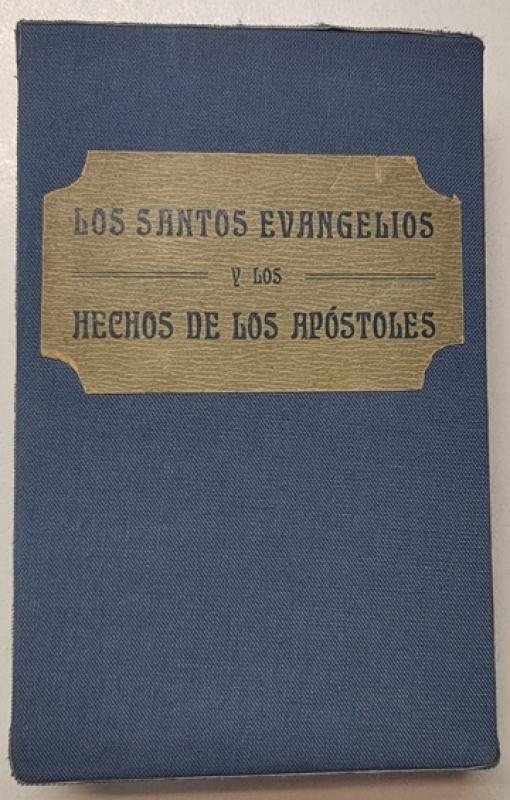 LOS SANTOS EVANGELIOS
Y LOS
HECHOS DE LOS APÓSTOLES